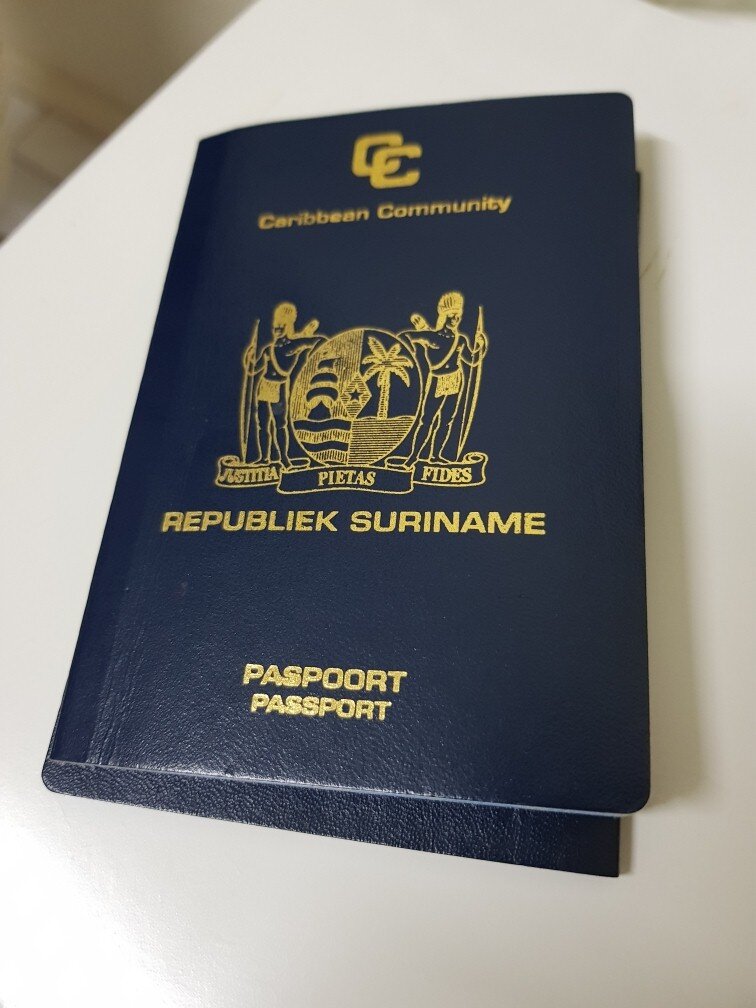 CC
Caribbean Community
JUSTITIA PIETAS FIDES
REPUBLIEK SURINAME
PASPOORT
PASSPORT